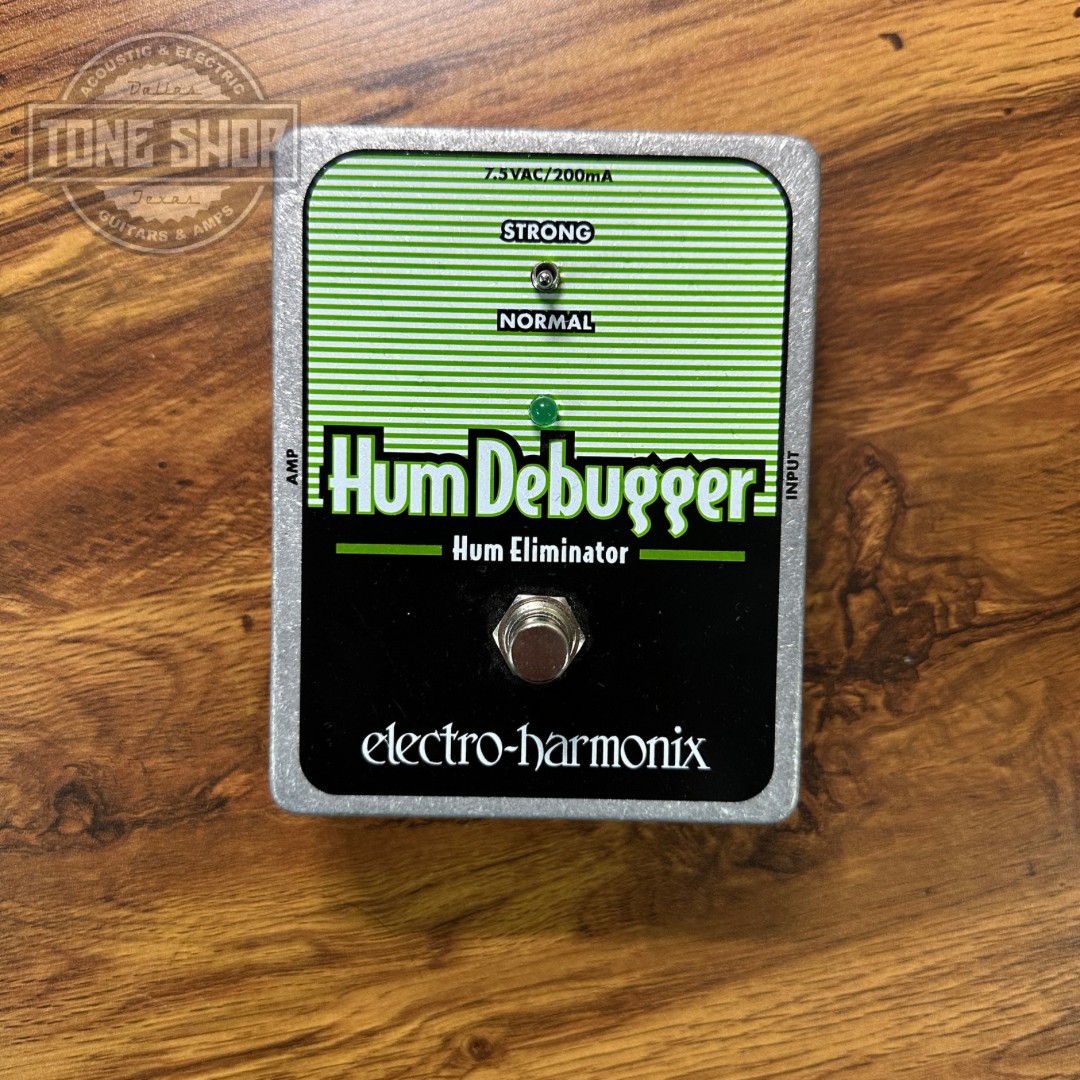 ACOUSTIC & ELECTRIC
Dallas
TONE SHOP
Texas
GUITARS & AMPS
7.5VAC/200mA
STRONG
NORMAL
AMP
INPUT
Hum Debugger
Hum Eliminator
electro-harmonix